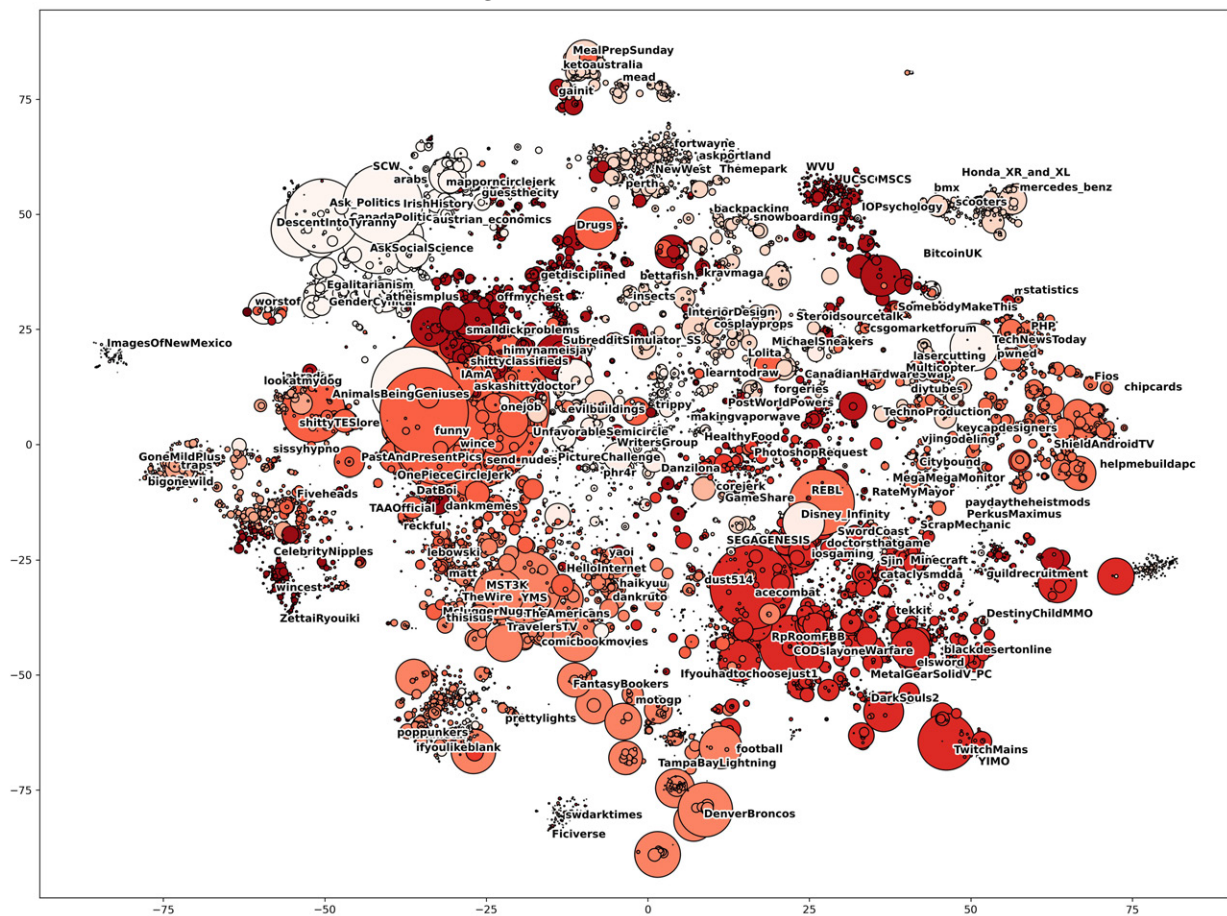 MealPrepSunday
ketoaustralia
mead
gainit
75
fortwayne
askportland
SCW
NewWest
Themepark
WVU
arabs
mapporncirclejerk
perth
UCSC
MSCS
Honda_XR_and_XL
guessthecity
bmx
mercedes_benz
Ask_Politics
IrishHistory
IOPsychology
scooters
50
DescentIntoTyranny
austrian_economics
backpacking
snowboarding
Drugs
AskSocialScience
BitcoinUK
getdisciplined
bettafish
kravmaga
Egalitarianism
insects
statistics
worstof
GenderCynical
atheismplus
offmychest
InteriorDesign
Steroidsourcetalk
SomebodyMakeThis
cosplayprops
25
smalldickproblems
csgomarketforum
PHP
SubredditSimulator_SS
MichaelSneakers
TechNewsToday
ImagesOfNewMexico
himynameisjay
lasercutting
pwned
shittyclassifieds
Lolita
Multicopter
IAmA
learntodraw
CanadianHardwareSwap
Fios
lookatmydog
askashittydoctor
diytubes
chipcards
AnimalsBeingGeniuses
forgeries
onejob
evilbuildings
trippy
PostWorldPowers
TechnoProduction
shittyTESlore
makingvaporwave
keycapdesigners
funny
UnfavorableSemicircle
vjing
ShieldAndroidTV
0
sissyhypno
wince
WritersGroup
HealthyFood
GoneWildPlus
PastAndPresentPics
sendnudes
PictureChallenge
PhotoshopRequest
Citybound
helpmebuildapc
traps
phr4r
Danzilona
bigonewild
OnePieceCircleJerk
MegaMegaMonitor
DatBoi
corejerk
REBL
RateMyMayor
Fiveheads
dankmemes
GameShare
paydaytheheistmods
TAAOfficial
Disney_Infinity
PerkusMaximus
reckful
SwordCoast
ScrapMechanic
SEGAGENESIS
doctorsthatgame
CelebrityNipples
lebowski
yaoi
iosgaming
Sjin
Minecraft
−25
matt
HelloInternet
haikyuu
dust514
cataclysmdda
guildrecruitment
wincest
MST3K
dankruto
acecombat
TheWire
YMS
DestinyChildMMO
ZettaiRyouiki
TheAmericans
tekkit
thisisus
TravelersTV
RpRoomFBB
comicbookmovies
blackdesertonline
elsword
Ifyouhadtochoosejust1
MetalGearSolidV_PC
−50
FantasyBookers
DarkSouls2
motogp
prettylights
poppunkers
ifyoulikeblank
football
TwitchMains
TampaBayLightning
YIMO
−75
swdarktimes
DenverBroncos
Ficiverse
−75
−50
−25
0
25
50
75